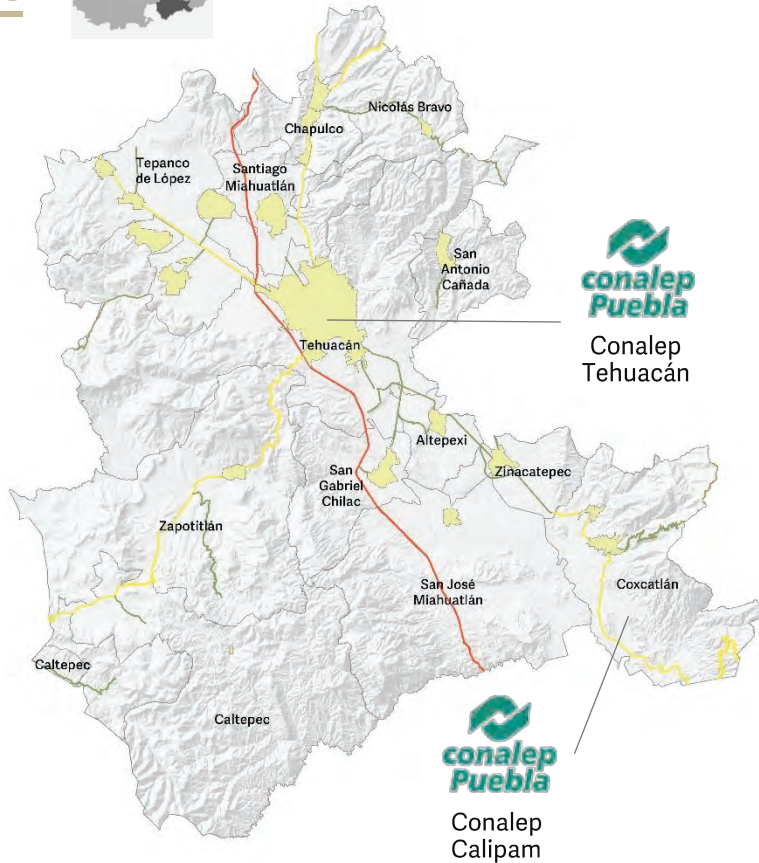 Nicolás Bravo
Chapulco
Tepanco
de López
Santiago
Miahuatlán
San
Antonio
Cañada
conalep
Puebla
Conalep
Tehuacán
Tehuacán
Altepexi
Zinacatepec
San
Gabriel
Chilac
Zapotitlán
San José
Miahuatlán
Coxcatlán
Caltepec
Caltepec
conalep
Puebla
Conalep
Calipam